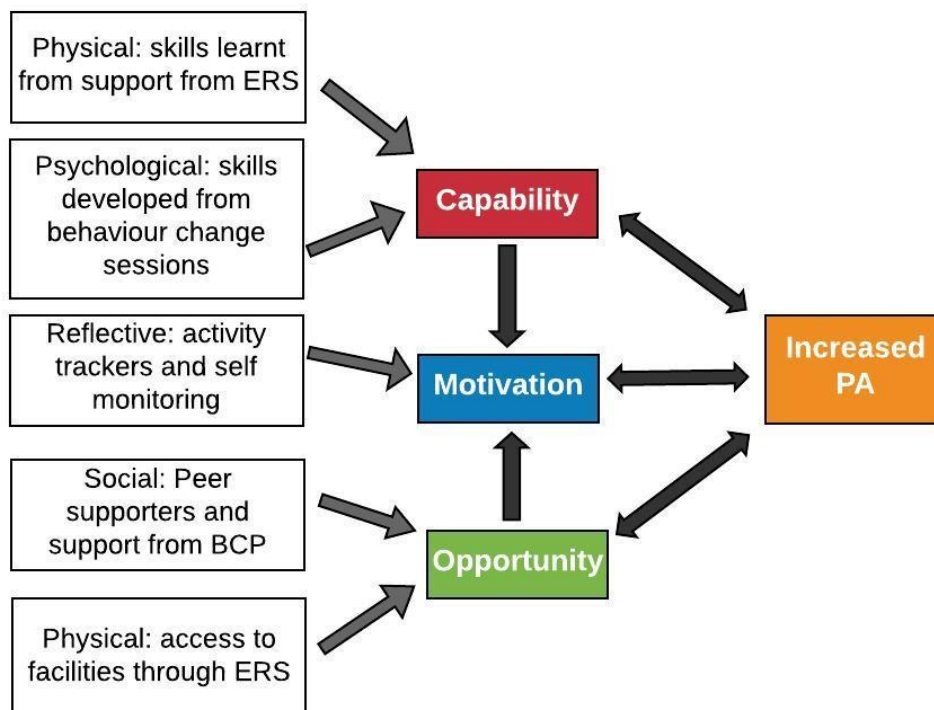 Physical: skills learnt
from support from ERS
Psychological: skills
developed from
behaviour change
sessions
Reflective: activity
trackers and self
monitoring
Social: Peer
supporters and
support from BCP
Physical: access to
facilities through ERS
Capability
Motivation
Opportunity
Increased
PA